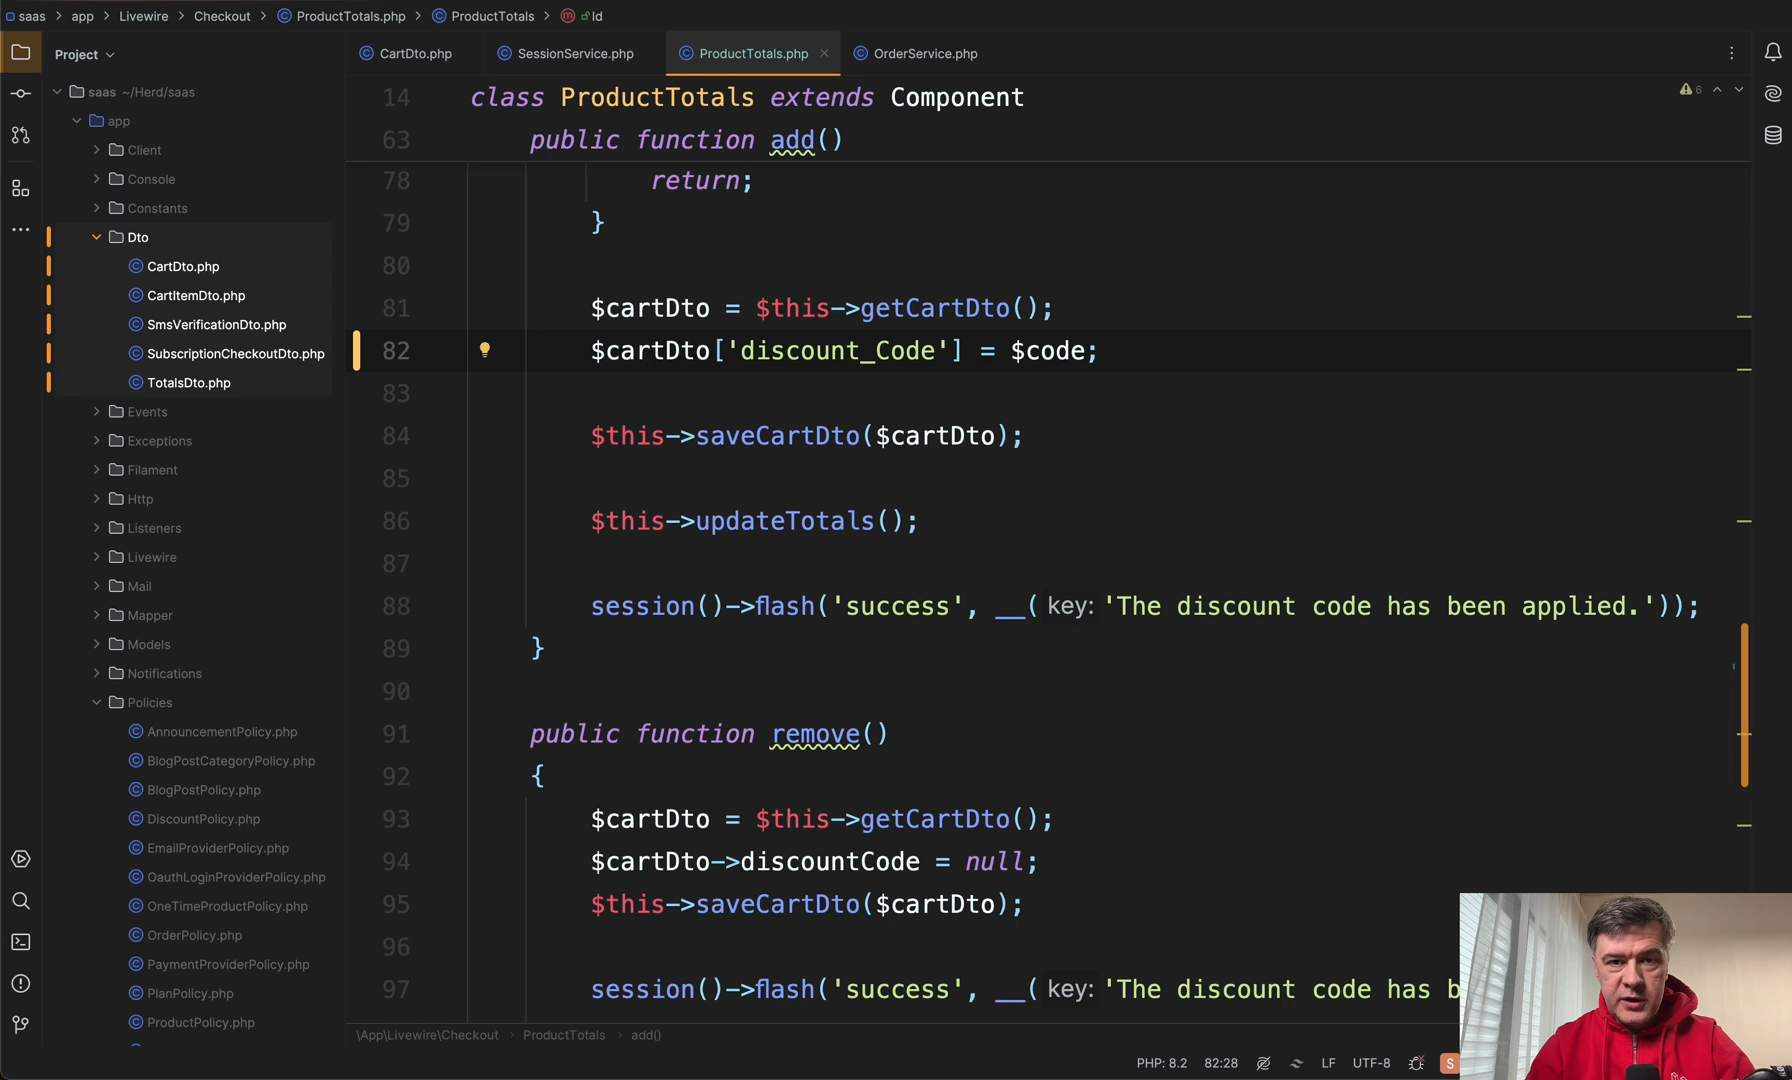 saas > app > Livewire > Checkout > ProductTotals.php > ProductTotals > m Id
Project
CartDto.php
SessionService.php
ProductTotals.php
OrderService.php
saas ~/Herd/saas
app
Client
Console
Constants
Dto
CartDto.php
CartItemDto.php
SmsVerificationDto.php
SubscriptionCheckoutDto.php
TotalsDto.php
Events
Exceptions
Filament
Http
Listeners
Livewire
Mail
Mapper
Models
Notifications
Policies
AnnouncementPolicy.php
BlogPostCategoryPolicy.php
BlogPostPolicy.php
DiscountPolicy.php
EmailProviderPolicy.php
OauthLoginProviderPolicy.php
OneTimeProductPolicy.php
OrderPolicy.php
PaymentProviderPolicy.php
PlanPolicy.php
ProductPolicy.php
6
14 class ProductTotals extends Component
63 public function add()
78 return;
79 }
80
81 $cartDto = $this->getCartDto();
82 $cartDto['discount_Code'] = $code;
83
84 $this->saveCartDto($cartDto);
85
86 $this->updateTotals();
87
88 session()->flash('success', __( key: 'The discount code has been applied.'));
89 }
90
91 public function remove()
92 {
93 $cartDto = $this->getCartDto();
94 $cartDto->discountCode = null;
95 $this->saveCartDto($cartDto);
96
97 session()->flash('success', __( key: 'The discount code has b
\App\Livewire\Checkout > ProductTotals > add()
PHP: 8.2 82:28 LF UTF-8 S